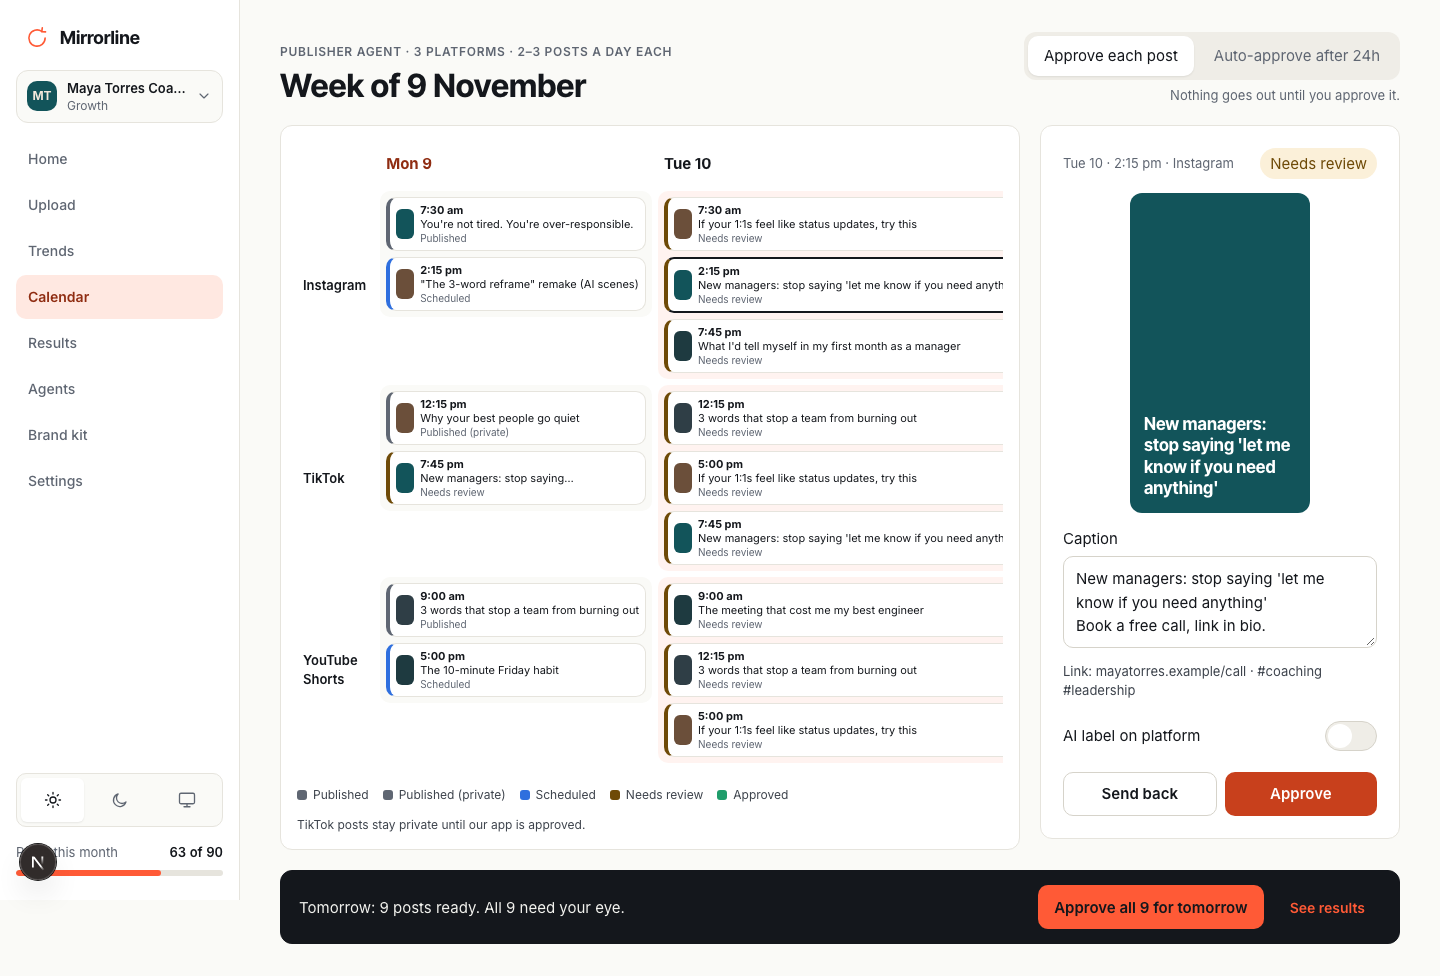 Mirrorline
MT
Maya Torres Coa...
Growth
Home
Upload
Trends
Calendar
Results
Agents
Brand kit
Settings
this month
63 of 90
N
PUBLISHER AGENT · 3 PLATFORMS · 2–3 POSTS A DAY EACH
Week of 9 November
Approve each post
Auto-approve after 24h
Nothing goes out until you approve it.
Mon 9
Tue 10
Instagram
7:30 am
You're not tired. You're over-responsible.
Published
2:15 pm
"The 3-word reframe" remake (AI scenes)
Scheduled
7:30 am
If your 1:1s feel like status updates, try this
Needs review
2:15 pm
New managers: stop saying 'let me know if you need anyth
Needs review
7:45 pm
What I'd tell myself in my first month as a manager
Needs review
TikTok
12:15 pm
Why your best people go quiet
Published (private)
7:45 pm
New managers: stop saying...
Needs review
12:15 pm
3 words that stop a team from burning out
Needs review
5:00 pm
If your 1:1s feel like status updates, try this
Needs review
7:45 pm
New managers: stop saying 'let me know if you need anyth
Needs review
YouTube
Shorts
9:00 am
3 words that stop a team from burning out
Published
5:00 pm
The 10-minute Friday habit
Scheduled
9:00 am
The meeting that cost me my best engineer
Needs review
12:15 pm
3 words that stop a team from burning out
Needs review
5:00 pm
If your 1:1s feel like status updates, try this
Needs review
Published
Published (private)
Scheduled
Needs review
Approved
TikTok posts stay private until our app is approved.
Tue 10 · 2:15 pm · Instagram
Needs review
New managers:
stop saying 'let me
know if you need
anything'
Caption
New managers: stop saying 'let me
know if you need anything'
Book a free call, link in bio.
Link: mayatorres.example/call · #coaching
#leadership
AI label on platform
Send back
Approve
Tomorrow: 9 posts ready. All 9 need your eye.
Approve all 9 for tomorrow
See results